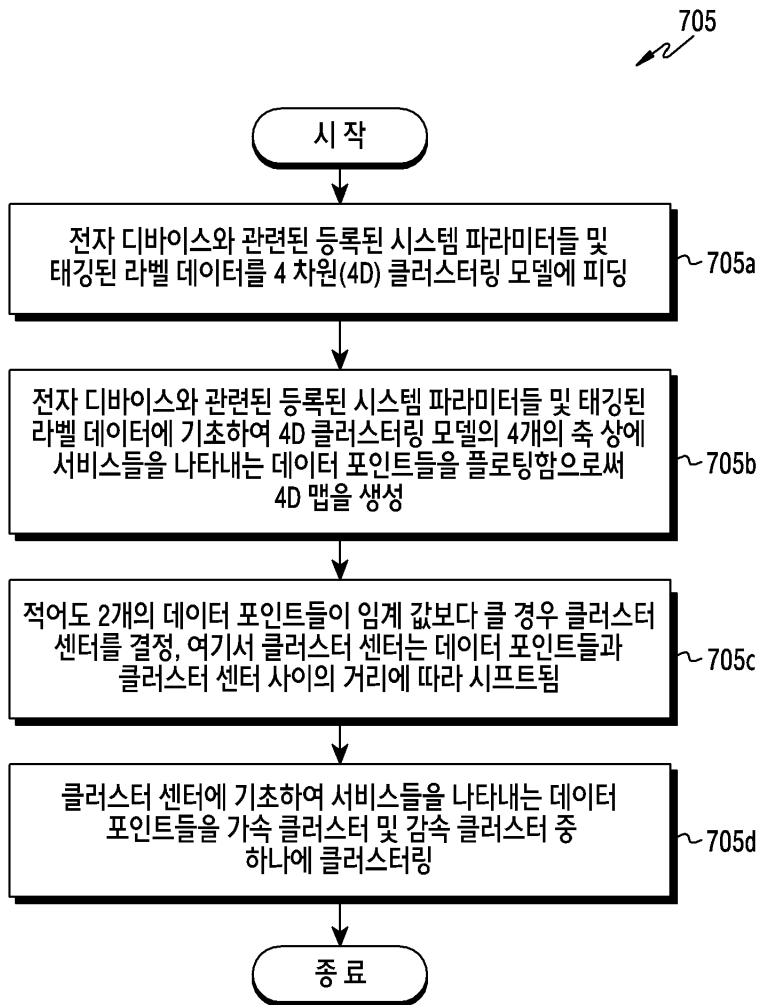 705
시 작
전자 디바이스와 관련된 등록된 시스템 파라미터들 및
태깅된 라벨 데이터를 4 차원(4D) 클러스터링 모델에 피딩
705a
전자 디바이스와 관련된 등록된 시스템 파라미터들 및 태깅된
라벨 데이터에 기초하여 4D 클러스터링 모델의 4개의 축 상에
서비스들을 나타내는 데이터 포인트들을 플로팅함으로써
4D 맵을 생성
705b
적어도 2개의 데이터 포인트들이 임계 값보다 클 경우 클러스터
센터를 결정, 여기서 클러스터 센터는 데이터 포인트들과
클러스터 센터 사이의 거리에 따라 시프트됨
705c
클러스터 센터에 기초하여 서비스들을 나타내는 데이터
포인트들을 가속 클러스터 및 감속 클러스터 중
하나에 클러스터링
705d
종 료